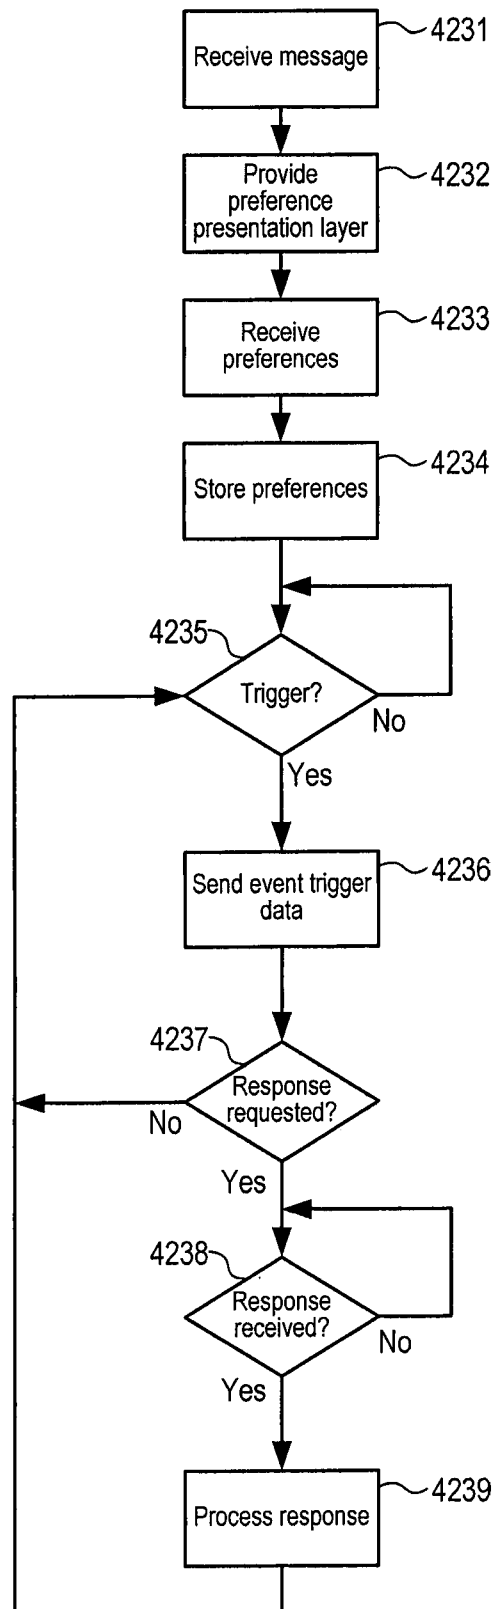 4231
Receive message
4232
Provide
preference
presentation layer
4233
Receive
preferences
4234
Store preferences
4235
Trigger?
No
Yes
4236
Send event trigger
data
4237
Response
requested?
No
Yes
4238
Response
received?
No
Yes
4239
Process response